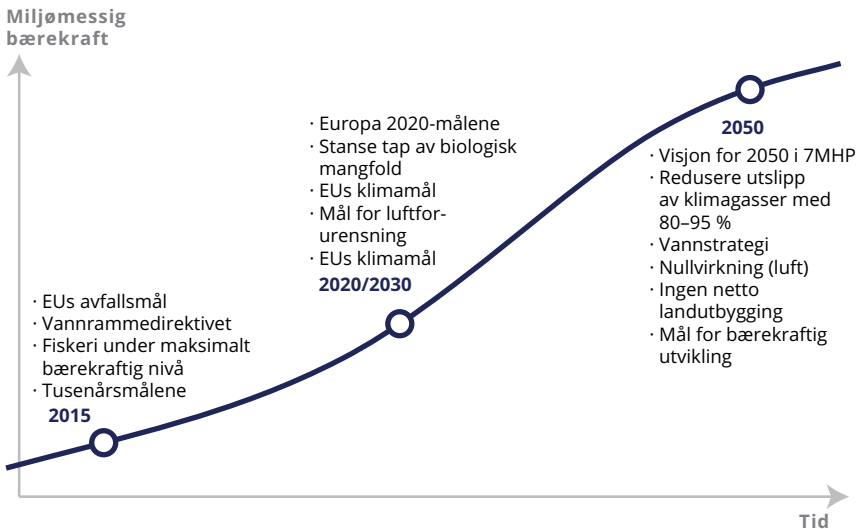 Miljømessig
bærekraft
· Europa 2020-målene
· Stanse tap av biologisk
mangfold
· EUs klimamål
· Mål for luftfor-
urensning
· EUs klimamål
2020/2030
2050
· Visjon for 2050 i 7MHP
· Redusere utslipp
av klimagasser med
80–95 %
· Vannstrategi
· Nullvirkning (luft)
· Ingen netto
landutbygging
· Mål for bærekraftig
utvikling
· EUs avfallsmål
· Vannrammedirektivet
· Fiskeri under maksimalt
bærekraftig nivå
· Tusenårsmålene
2015
Tid